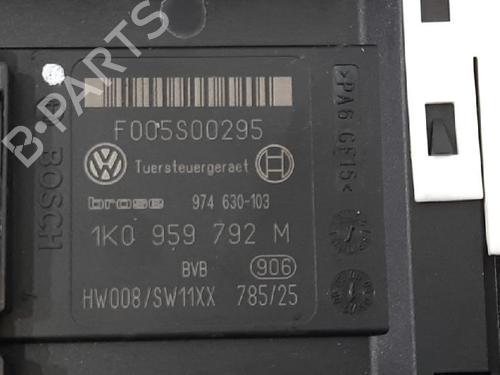 F005S00295
Tuersteuergeraet
brose 974 630-103
1K0 959 792 M
BVB 906
HW008/SW11XX 785/25
BOSCH
>PA6 GF15<
B-PARTS